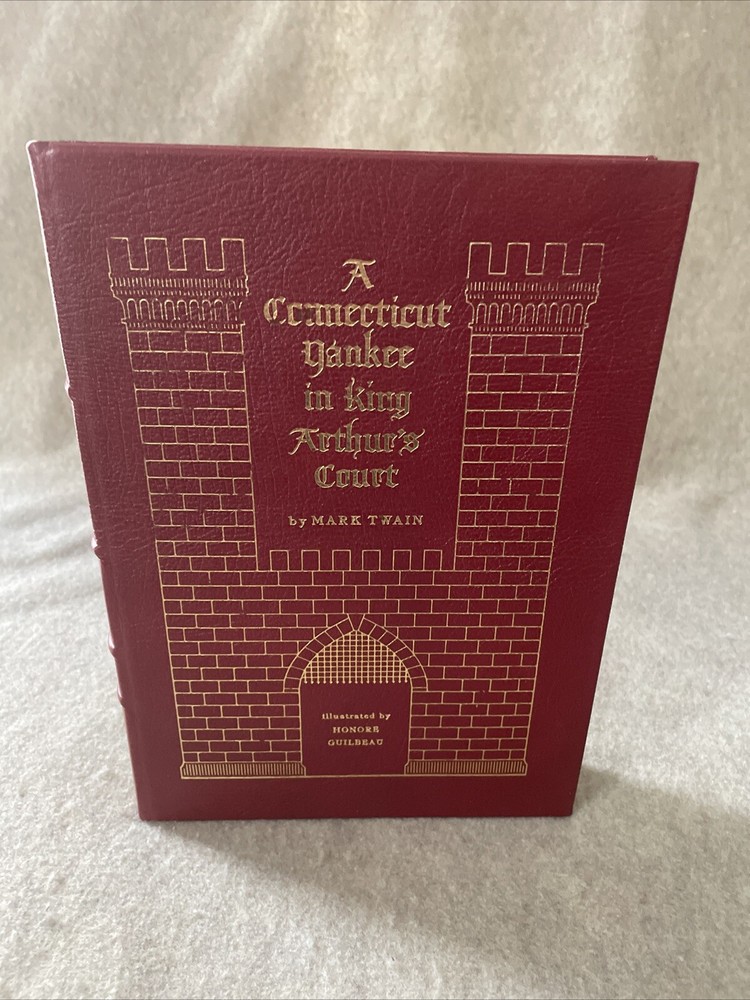 A
Connecticut
Yankee
in King
Arthur's
Court
by MARK TWAIN
Illustrated by
HONORE
GUILBEAU